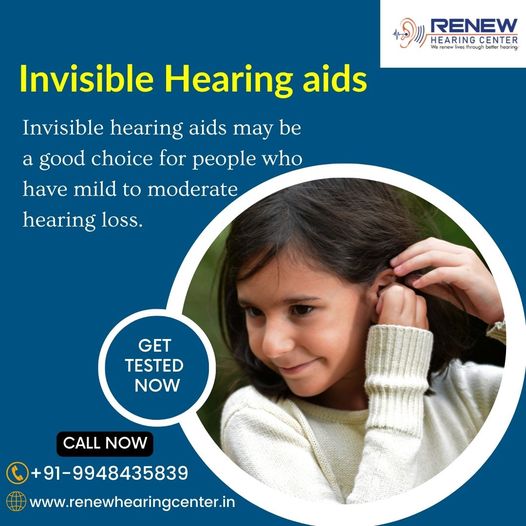 RENEW
HEARING CENTER
We renew lives through better hearing
Invisible Hearing aids
Invisible hearing aids may be
a good choice for people who
have mild to moderate
hearing loss.
GET
TESTED
NOW
CALL NOW
+91-9948435839
www.renewhearingcenter.in